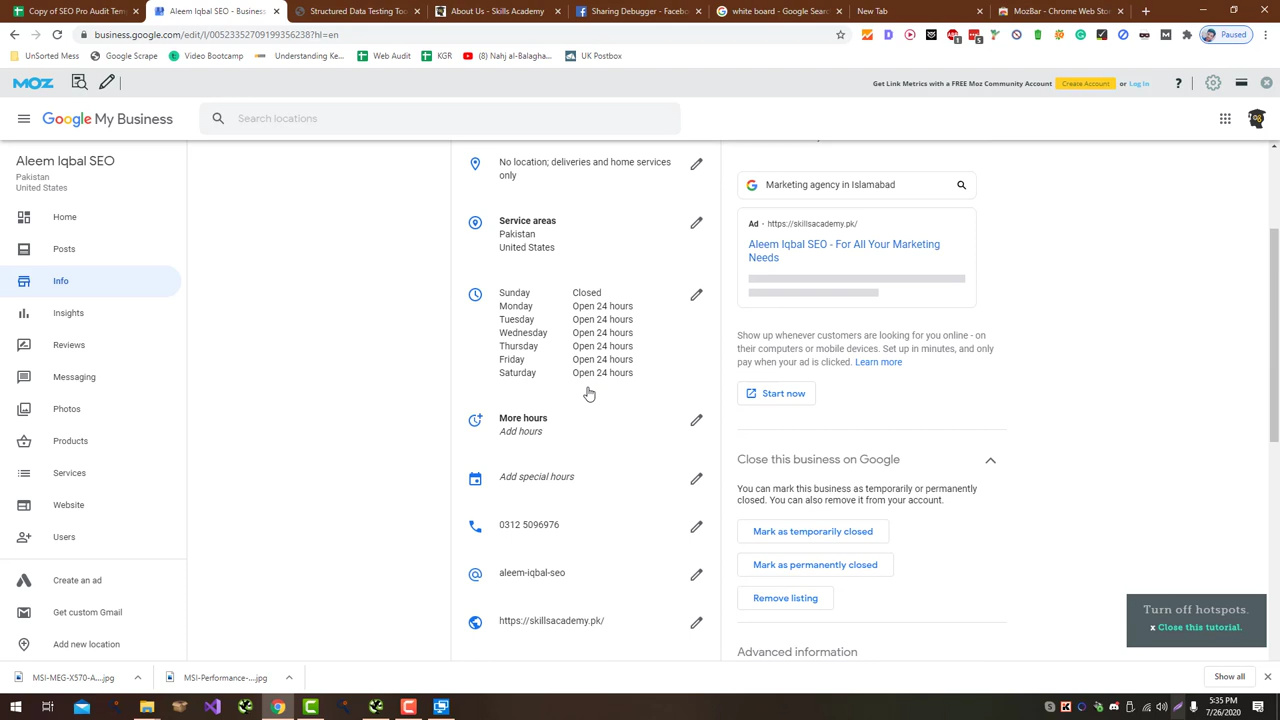 Copy of SEO Pro Audit Tem
Aleem Iqbal SEO - Business
Structured Data Testing Tool
About Us - Skills Academy
Sharing Debugger - Faceboo
Your keyword list - Google
New Tab
MozBar - Chrome Web Store
business.google.com/edit/l/00523352709199356238?hl=en
Paused
UnSorted Meso
Google Scrape
Video Bootcamp
Understanding Ke...
Web Audit
KGR
(8) Nahj al-Balagha...
UK Postbox
MOZ
Get Link Metrics with a FREE Moz Community Account
Create Account
or
Log In
Google My Business
Search locations
Aleem Iqbal SEO
Pakistan
United States
Home
Posts
Info
Insights
Reviews
Messaging
Photos
Products
Services
Website
Users
Create an ad
Get custom Gmail
Add new location
No location; deliveries and home services
only
Service areas
Pakistan
United States
Sunday Closed
Monday Open 24 hours
Tuesday Open 24 hours
Wednesday Open 24 hours
Thursday Open 24 hours
Friday Open 24 hours
Saturday Open 24 hours
More hours
Add hours
Add special hours
0312 5096976
aleem-iqbal-seo
https://skillsacademy.pk/
Marketing agency in Islamabad
Ad - https://skillsacademy.pk/
Aleem Iqbal SEO - For All Your Marketing
Needs
Show up whenever customers are looking for you online - on
their computers or mobile devices. Set up in minutes, and only
pay when your ad is clicked. Learn more
Start now
Close this business on Google
You can mark this business as temporarily or permanently
closed. You can also remove it from your account.
Mark as temporarily closed
Mark as permanently closed
Remove listing
Advanced information
Turn off hotspots.
x Close this tutorial.
MSI-MEG-X570-A....jpg
MSI-Performance-....jpg
Show all
5:35 PM
7/26/2020